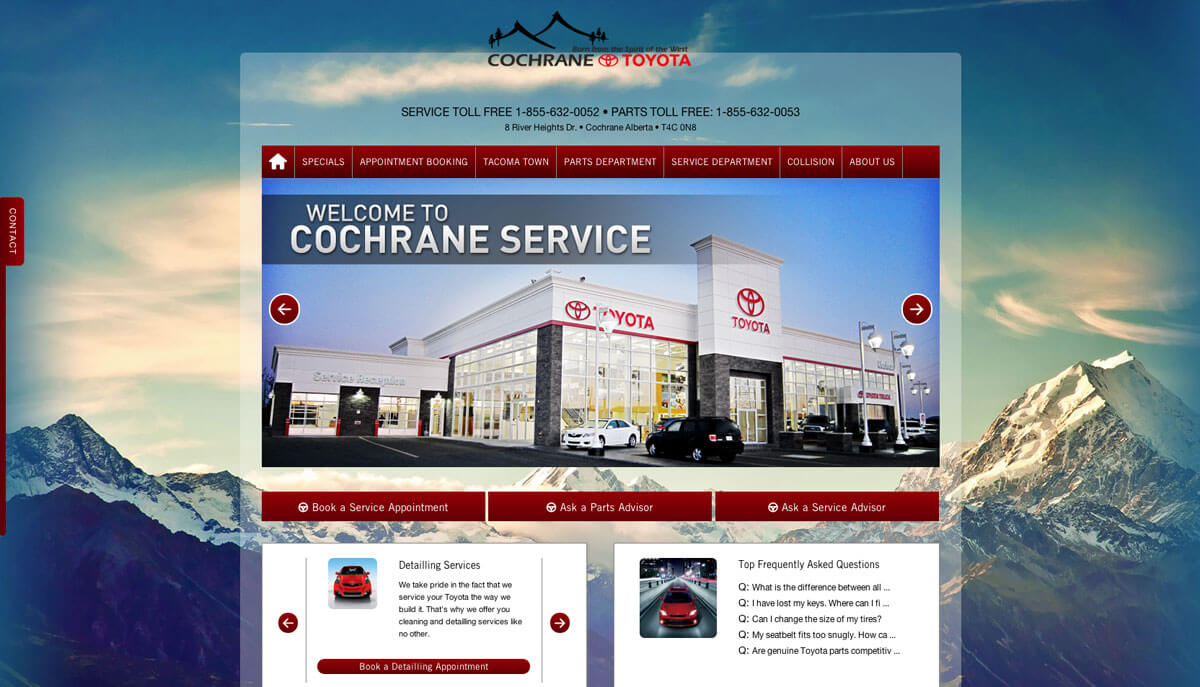 Born from the Spirit of the West
COCHRANE TOYOTA
SERVICE TOLL FREE 1-855-632-0052 • PARTS TOLL FREE: 1-855-632-0053
8 River Heights Dr. • Cochrane Alberta • T4C 0N8
SPECIALS APPOINTMENT BOOKING TACOMA TOWN PARTS DEPARTMENT SERVICE DEPARTMENT COLLISION ABOUT US
CONTACT
WELCOME TO
COCHRANE SERVICE
TOYOTA
TOYOTA
Service Reception
Book a Service Appointment
Ask a Parts Advisor
Ask a Service Advisor
Detailling Services
We take pride in the fact that we
service your Toyota the way we
build it. That's why we offer you
cleaning and detailling services like
no other.
Book a Detailling Appointment
Top Frequently Asked Questions
Q: What is the difference between all ...
Q: I have lost my keys. Where can I fi ...
Q: Can I change the size of my tires?
Q: My seatbelt fits too snugly. How ca ...
Q: Are genuine Toyota parts competitiv ...